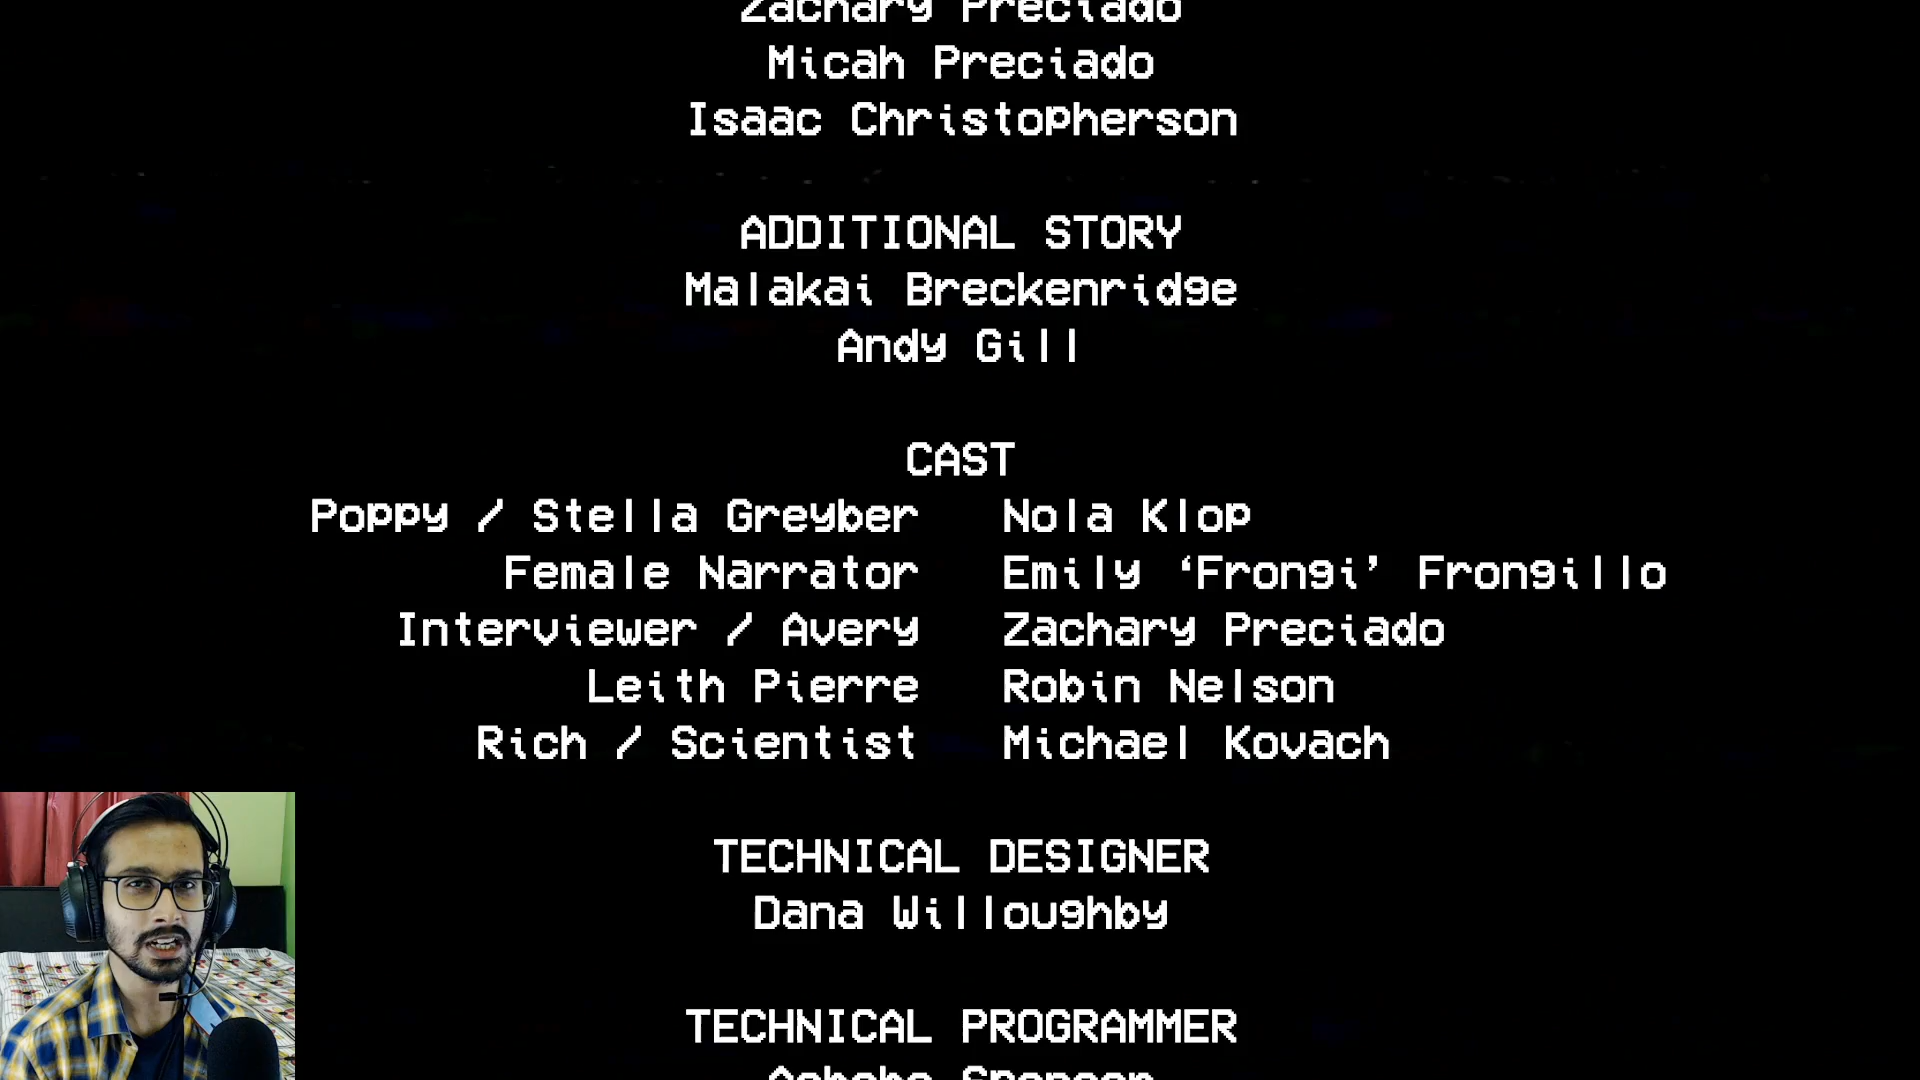 Zachary Preciado
Micah Preciado
Isaac Christopherson
ADDITIONAL STORY
Malakai Breckenridge
Andy Gill
CAST
Poppy / Stella Greyber Nola Klop
Female Narrator Emily ‘Frongi’ Frongillo
Interviewer / Avery Zachary Preciado
Leith Pierre Robin Nelson
Rich / Scientist Michael Kovach
TECHNICAL DESIGNER
Dana Willoughby
TECHNICAL PROGRAMMER